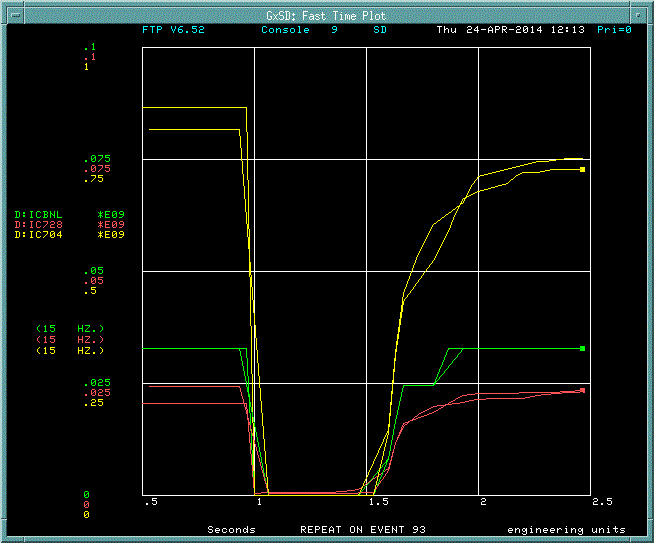 GxSD: Fast Time Plot
FTP V6.52 Console 9 SD Thu 24-APR-2014 12:13 Pri=0
.1
.1
1
.075
.075
.75
D:ICBNL *E09
D:IC728 *E09
D:IC704 *E09
.05
.05
.5
(15 HZ.)
(15 HZ.)
(15 HZ.)
.025
.025
.25
0
0
0
.5 1 1.5 2 2.5
Seconds REPEAT ON EVENT 93 engineering units